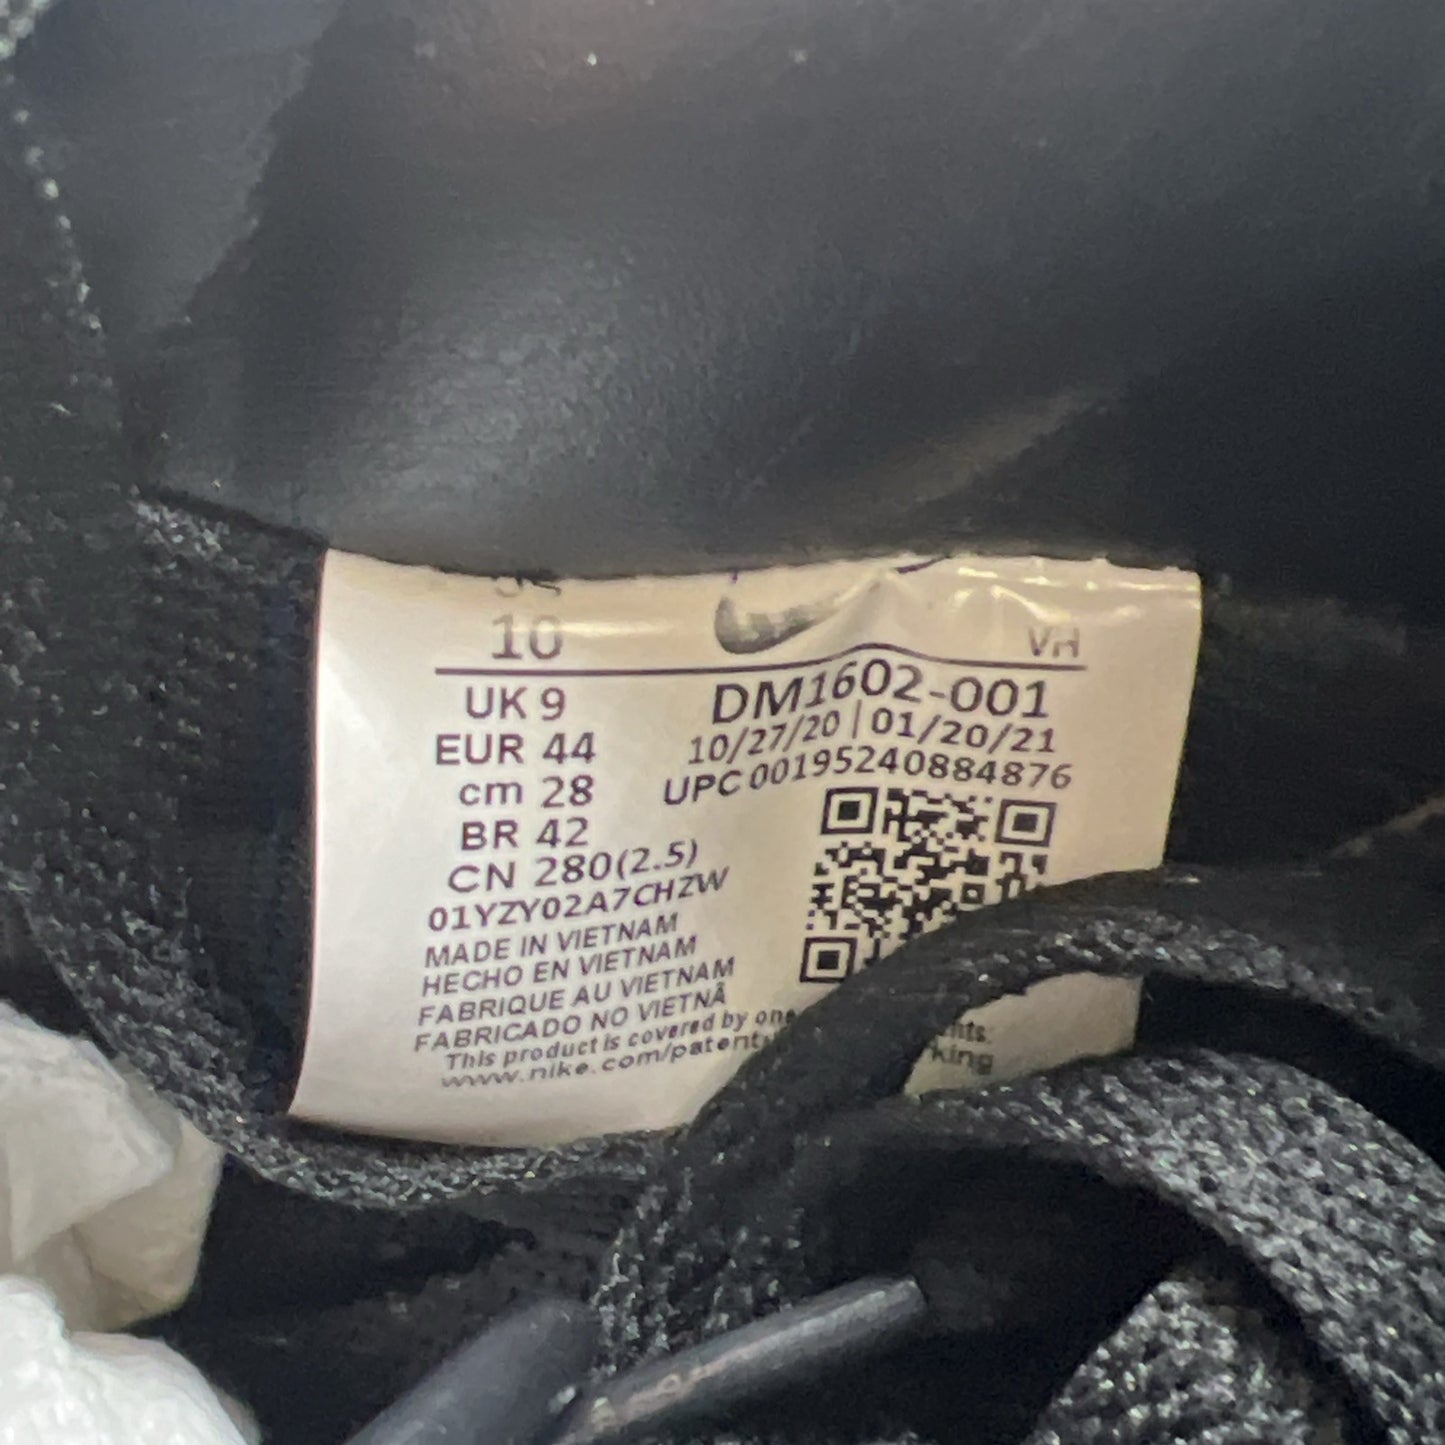 10
VH
UK 9
EUR 44
cm 28
BR 42
CN 280(2.5)
DM1602-001
10/27/20 | 01/20/21
UPC 00195240884876
01YZY02A7CHZW
MADE IN VIETNAM
HECHO EN VIETNAM
FABRIQUE AU VIETNAM
FABRICADO NO VIETNÃ
This product is covered by one
www.nike.com/patent